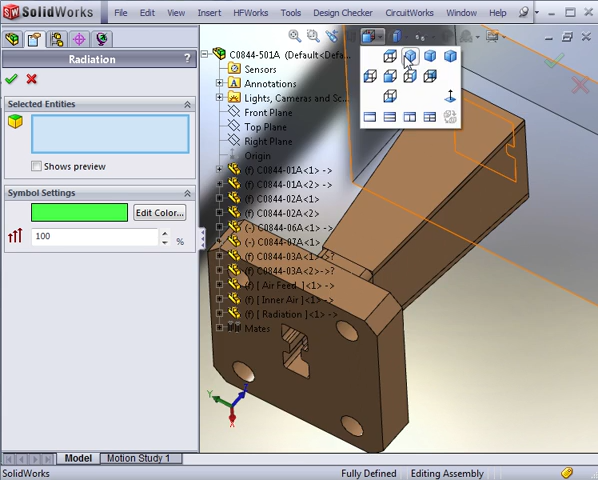 SW SolidWorks File Edit View Insert HFWorks Tools Direct Editor CircuitWorks Window Help
Radiation ?
Selected Entities
Shows preview
Symbol Settings
Edit Color...
100 %
C0844-501A (Default<Defa...
Sensors
A Annotations
Lights, Cameras and Sc...
Front Plane
Top Plane
Right Plane
Origin
(f) C0844-01A<1> ->
(f) C0844-01A<2> ->
(f) C0844-02A<1>
(f) C0844-02A<2>
(-) C0844-06A<1> ->
(-) C0844-07A<1>
(f) C0844-03A<1>->?
(f) C0844-03A<2>->?
(f) [ Air Feed ]<1> ->
(f) [ Inner Air ]<1> ->
(f) [ Radiation ]<1> ->
Mates
Y
Z
X
Model Motion Study 1
SolidWorks Fully Defined Editing Assembly